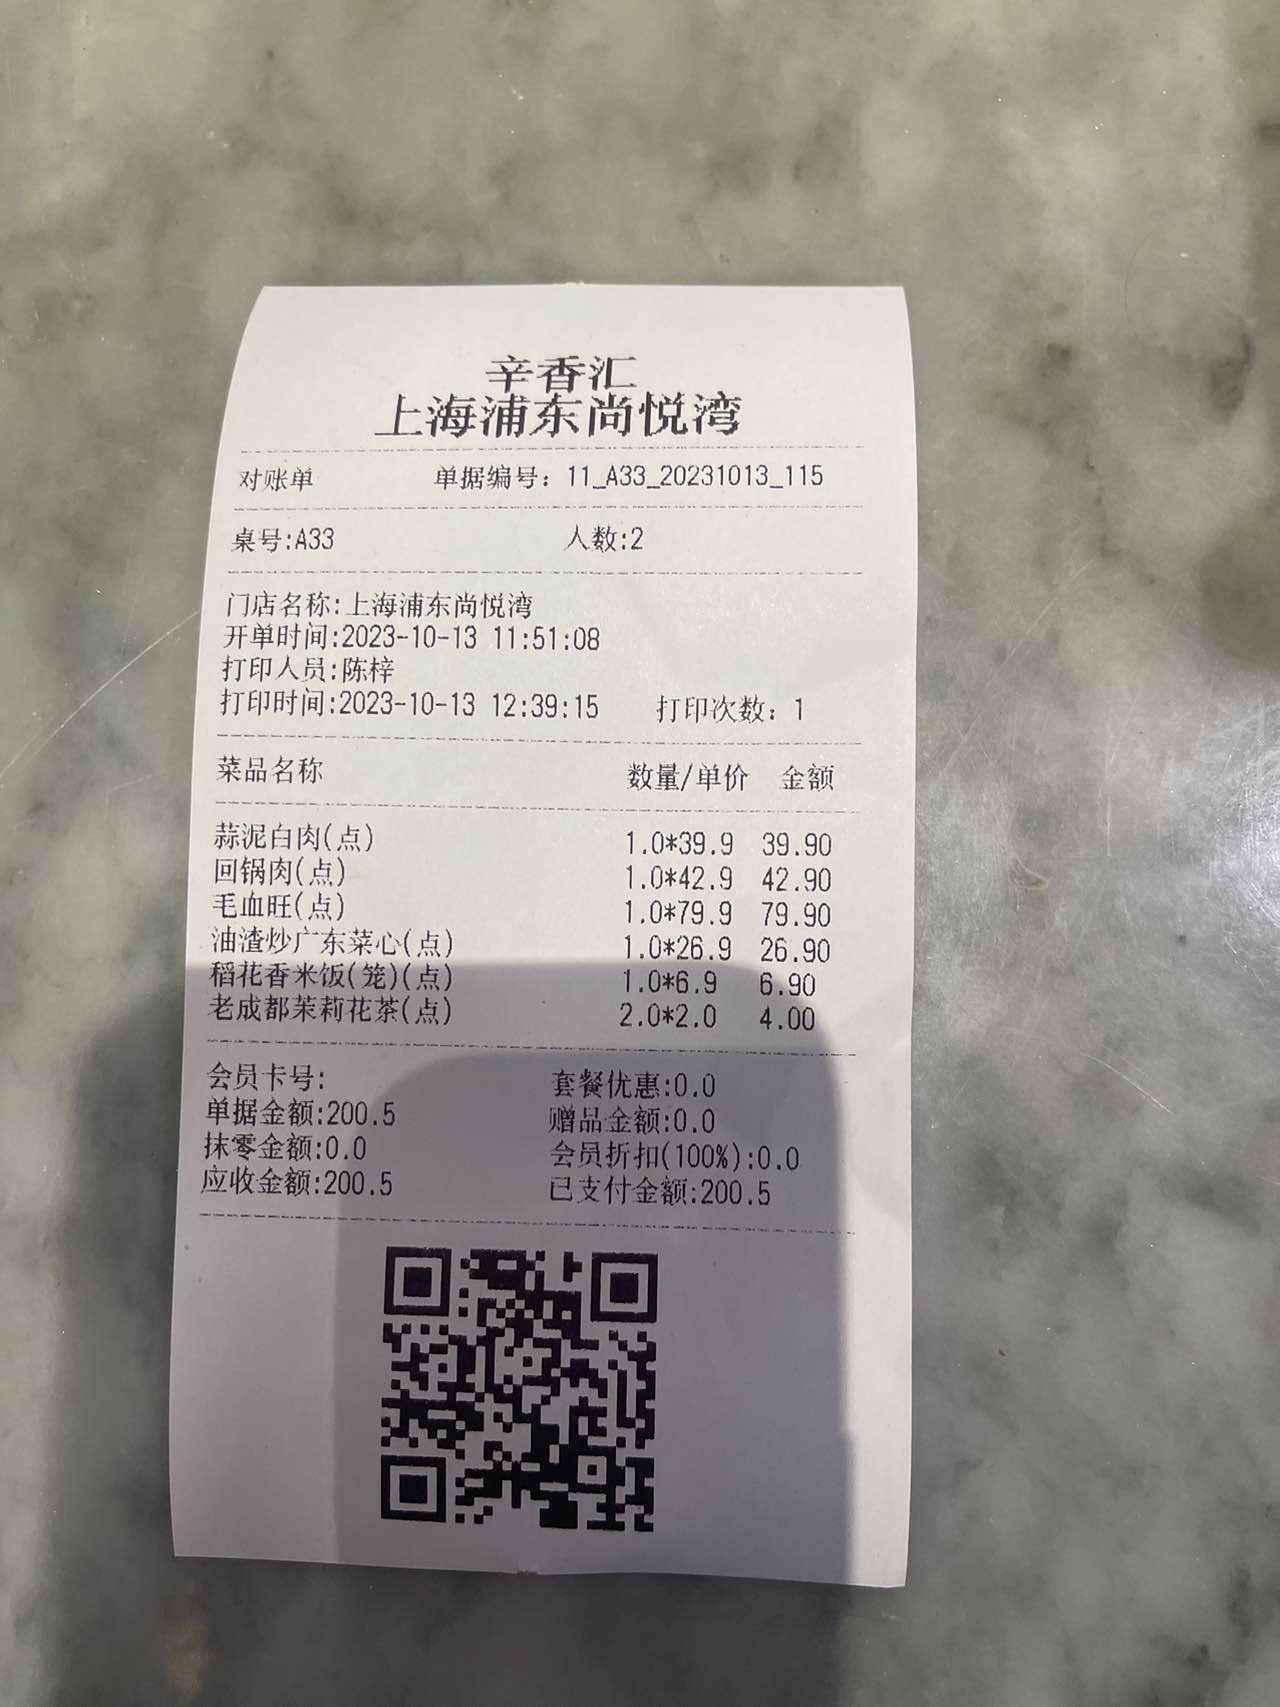 辛香汇
上海浦东尚悦湾
对账单 单据编号：11_A33_20231013_115
桌号:A33 人数:2
门店名称:上海浦东尚悦湾
开单时间:2023-10-13 11:51:08
打印人员:陈梓
打印时间:2023-10-13 12:39:15 打印次数：1
菜品名称 数量/单价 金额
蒜泥白肉(点) 1.0*39.9 39.90
回锅肉(点) 1.0*42.9 42.90
毛血旺(点) 1.0*79.9 79.90
油渣炒广东菜心(点) 1.0*26.9 26.90
稻花香米饭(笼)(点) 1.0*6.9 6.90
老成都茉莉花茶(点) 2.0*2.0 4.00
会员卡号: 套餐优惠:0.0
单据金额:200.5 赠品金额:0.0
抹零金额:0.0 会员折扣(100%):0.0
应收金额:200.5 已支付金额:200.5